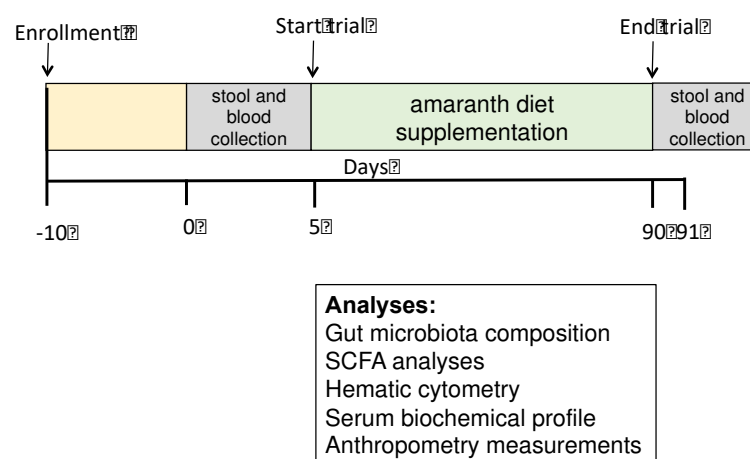 Enrollment
Start trial
End trial
stool and
blood
collection
amaranth diet
supplementation
stool and
blood
collection
Days
-10
0
5
90
91
Analyses:
Gut microbiota composition
SCFA analyses
Hematic cytometry
Serum biochemical profile
Anthropometry measurements